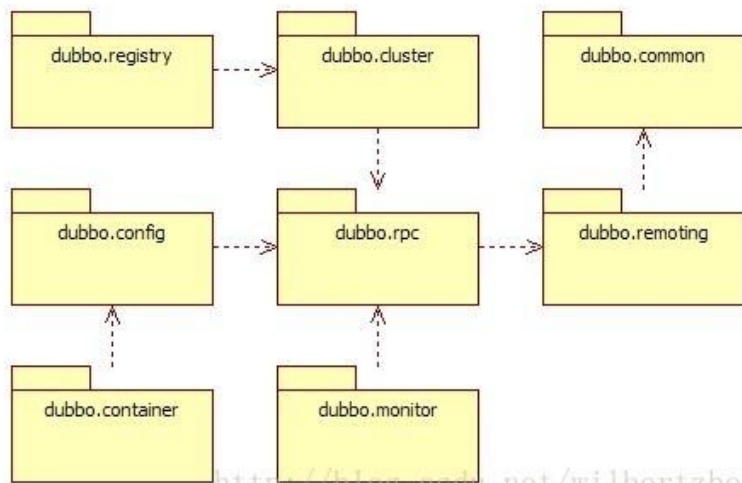 dubbo.registry
dubbo.cluster
dubbo.common
dubbo.config
dubbo.rpc
dubbo.remoting
dubbo.container
dubbo.monitor